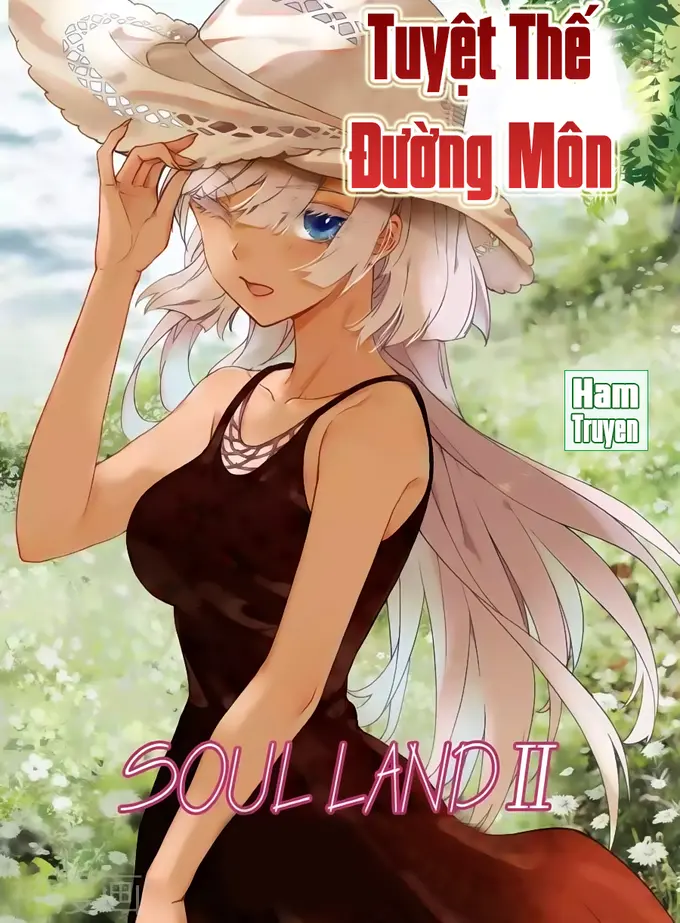 Tuyệt Thế
Đường Môn
Ham
Truyen
SOUL LAND II